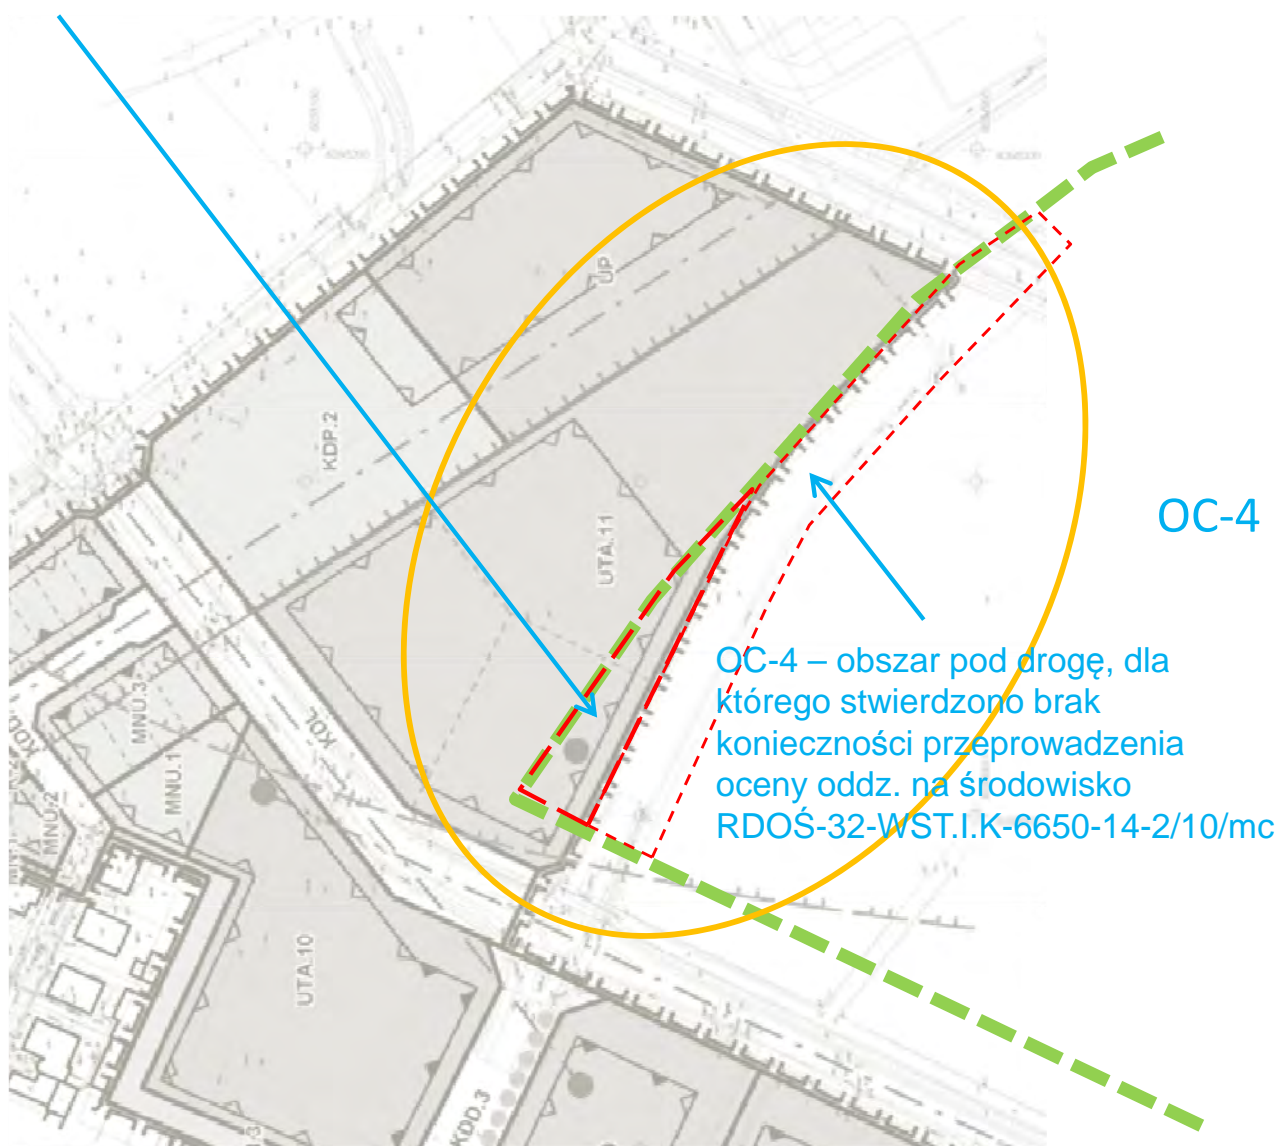 UP
KDP.2
OC-4
UTA.11
OC-4 – obszar pod drogę, dla
którego stwierdzono brak
konieczności przeprowadzenia
oceny oddz. na środowisko
RDOŚ-32-WST.I.K-6650-14-2/10/mc
MNU.3
KDL
MNU.1
MNU.2
UTA.10
KDD.3